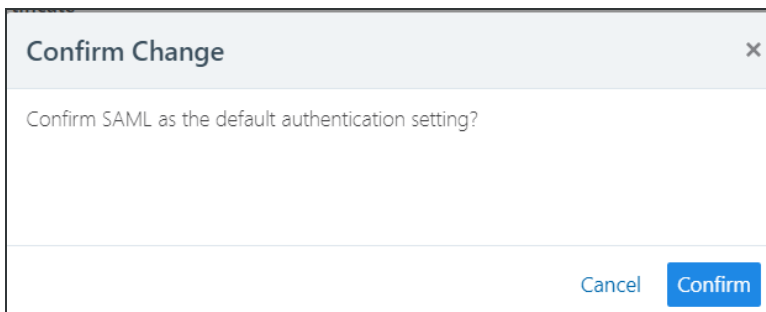 Confirm Change
×
Confirm SAML as the default authentication setting?
Cancel Confirm